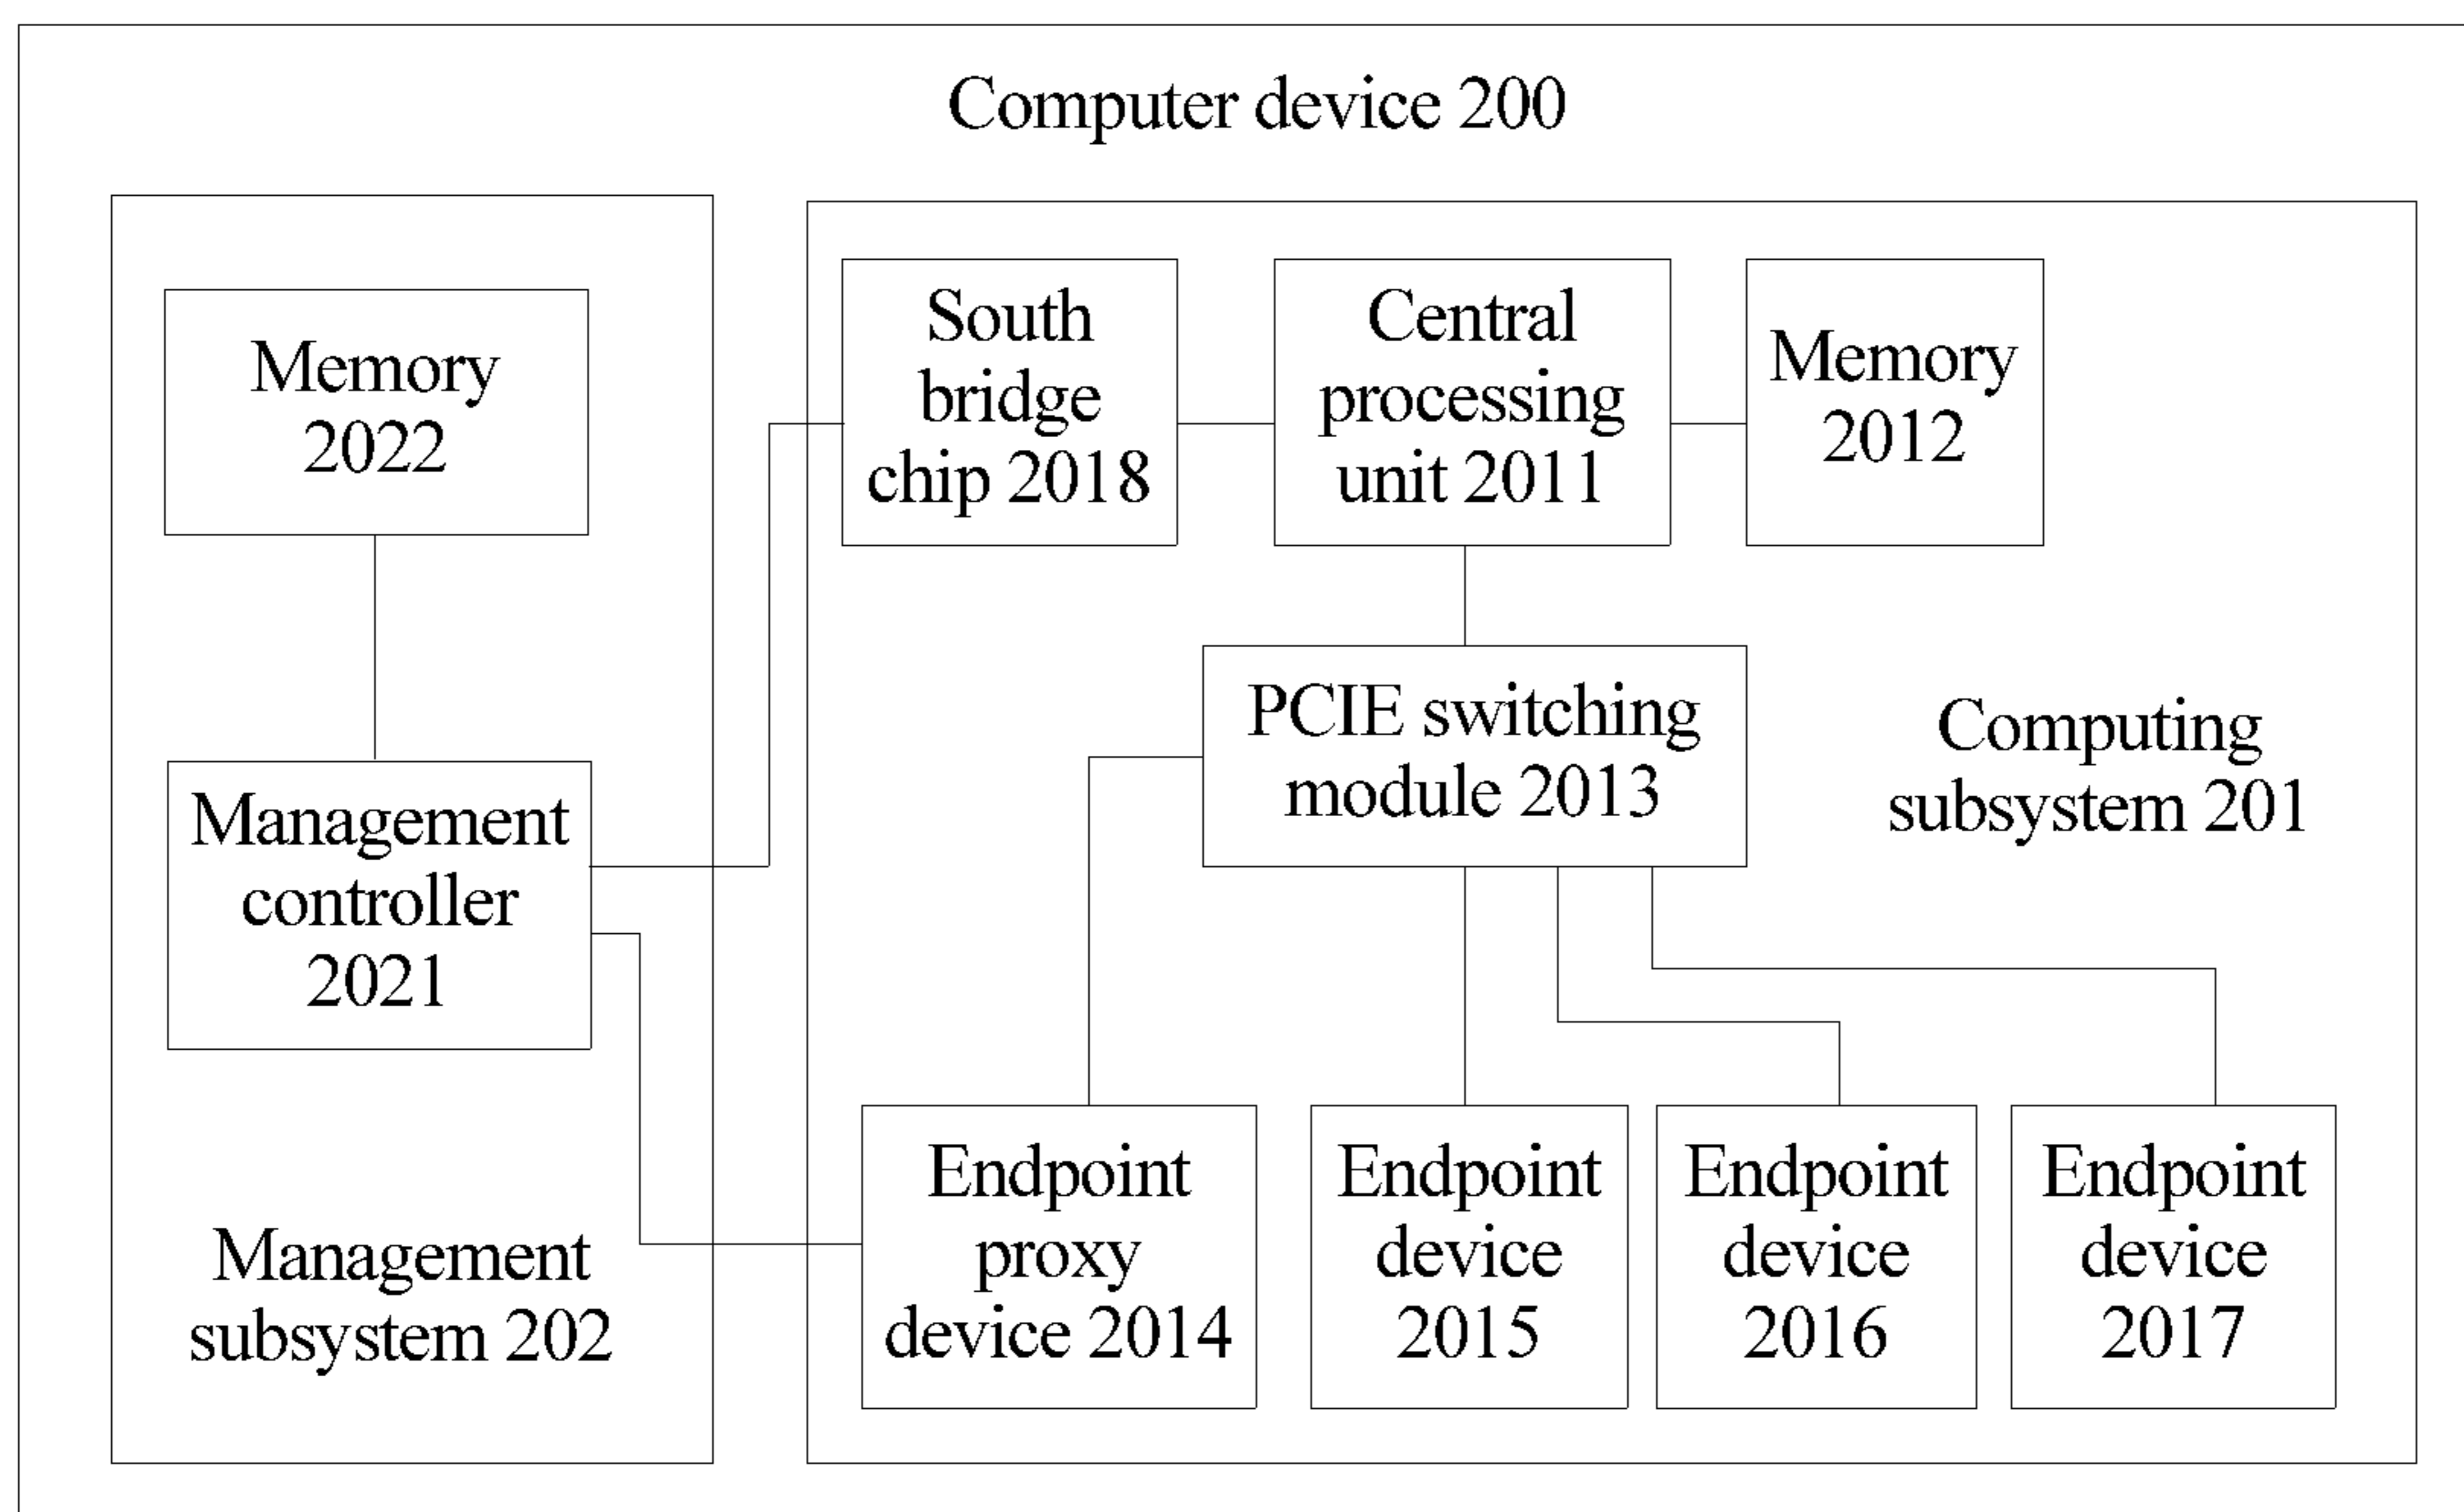 Computer device 200
Memory
2022
Management
controller
2021
Management
subsystem 202
South
bridge
chip 2018
Central
processing
unit 2011
Memory
2012
PCIE switching
module 2013
Computing
subsystem 201
Endpoint
proxy
device 2014
Endpoint
device
2015
Endpoint
device
2016
Endpoint
device
2017